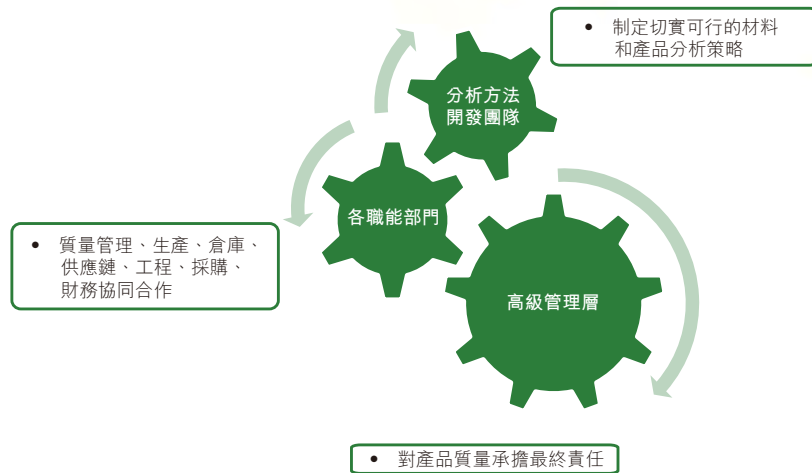 • 制定切實可行的材料
和產品分析策略
分析方法
開發團隊
各職能部門
• 質量管理、生產、倉庫、
供應鏈、工程、採購、
財務協同合作
高級管理層
• 對產品質量承擔最終責任